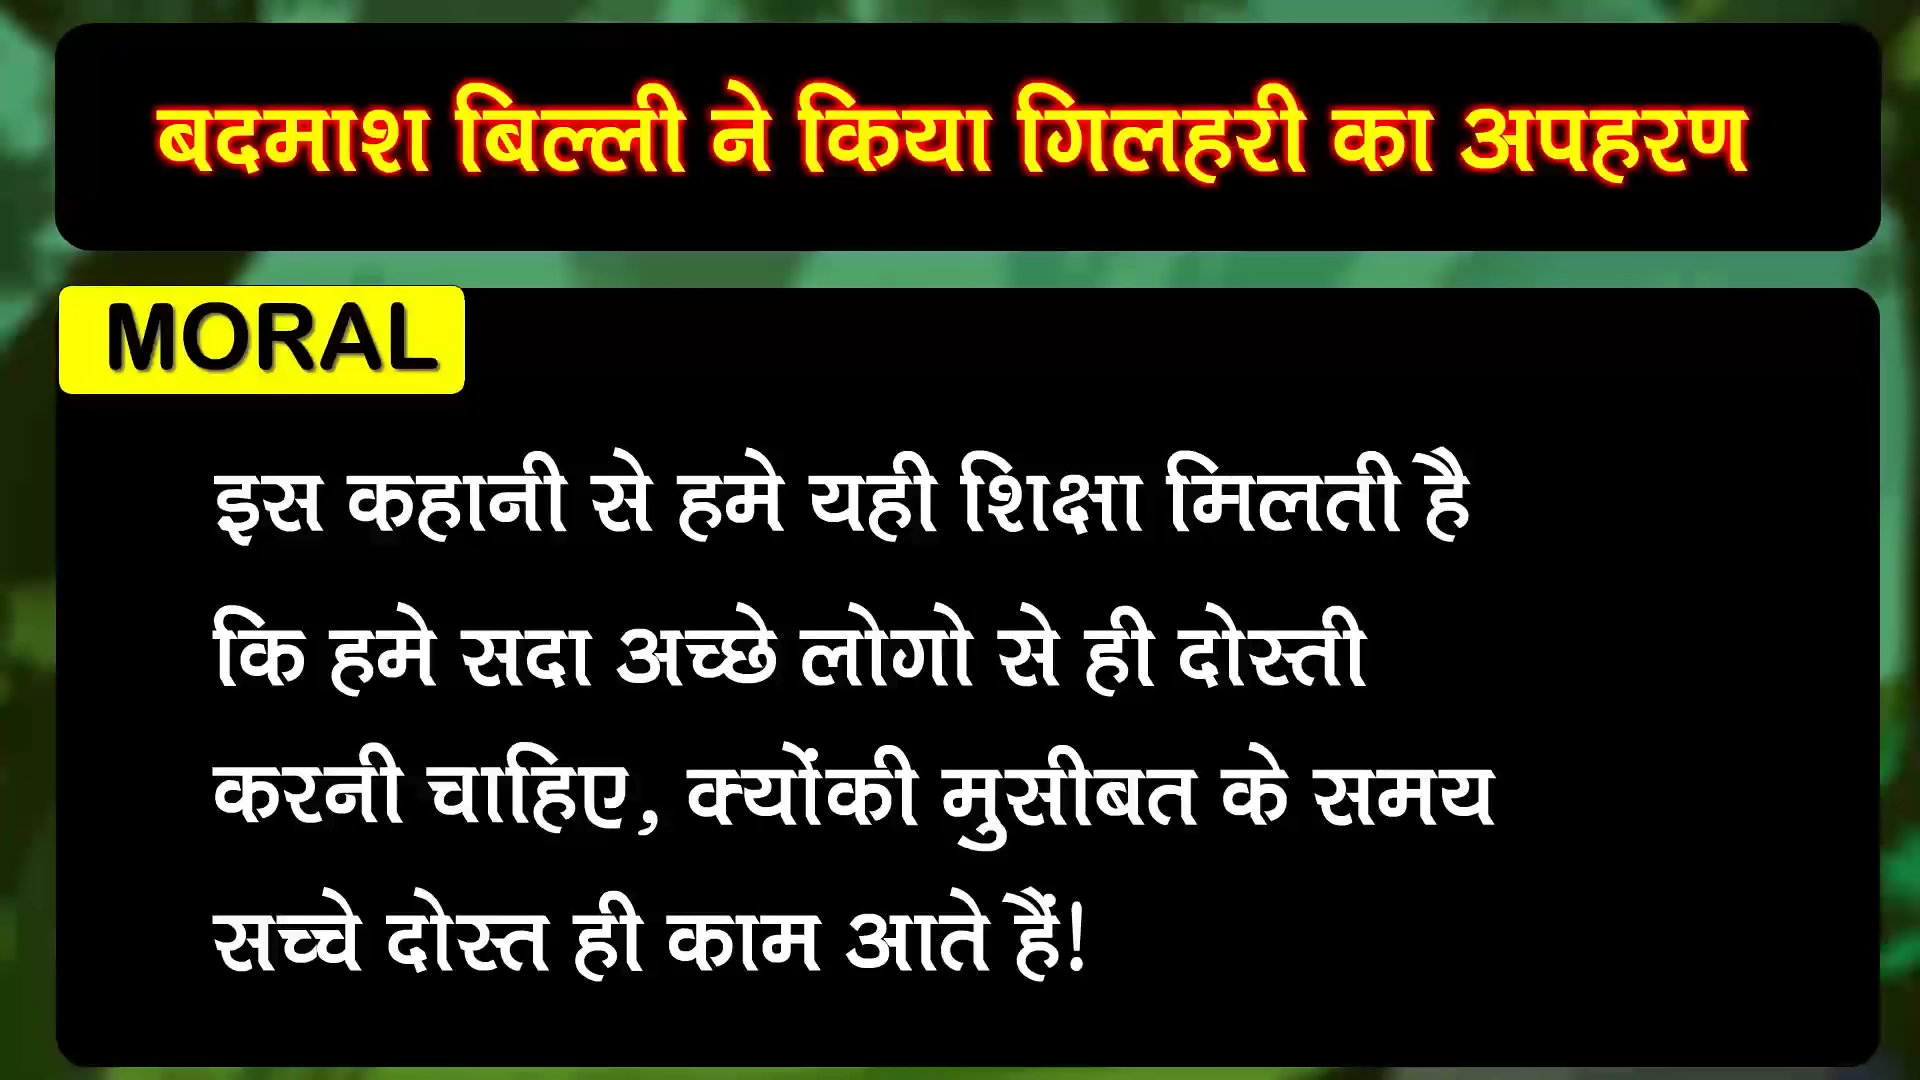 बदमाश बिल्ली ने किया गिलहरी का अपहरण
MORAL
इस कहानी से हमे यही शिक्षा मिलती है
कि हमे सदा अच्छे लोगो से ही दोस्ती
करनी चाहिए, क्योंकी मुसीबत के समय
सच्चे दोस्त ही काम आते हैं!